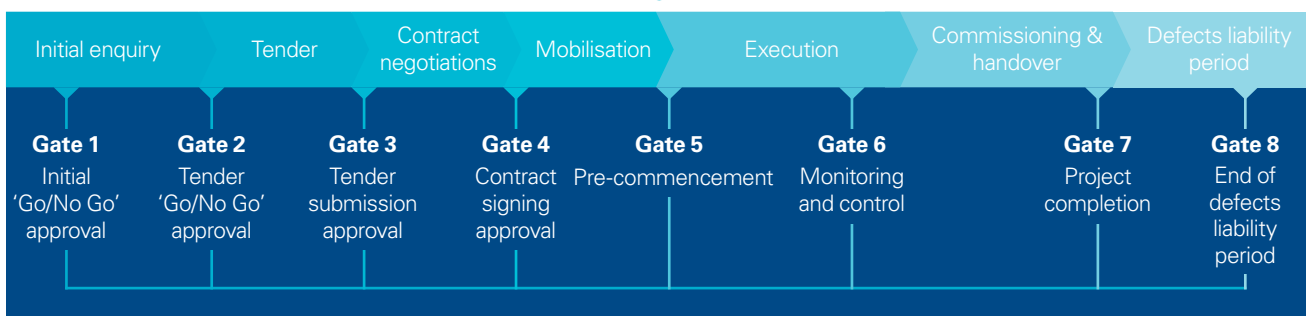 Initial enquiry
Tender
Contract
negotiations
Mobilisation
Execution
Commissioning &
handover
Defects liability
period
Gate 1
Initial
‘Go/No Go’
approval
Gate 2
Tender
‘Go/No Go’
approval
Gate 3
Tender
submission
approval
Gate 4
Contract
signing
approval
Gate 5
Pre-commencement
Gate 6
Monitoring
and control
Gate 7
Project
completion
Gate 8
End of
defects
liability
period